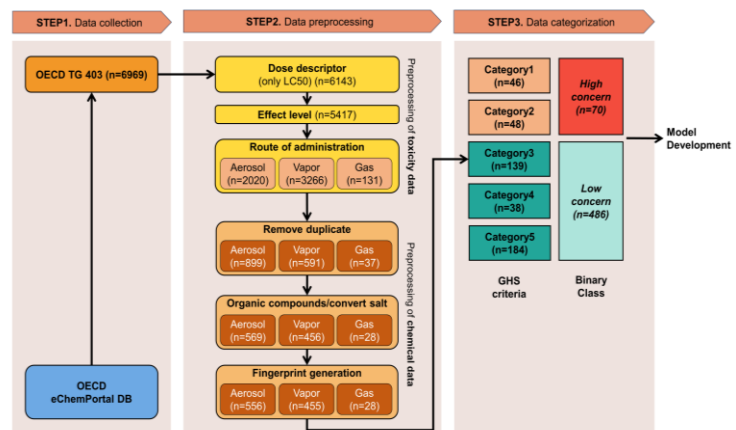 STEP1. Data collection
OECD TG 403 (n=6969)
OECD
eChemPortal DB
STEP2. Data preprocessing
Dose descriptor
(only LC50) (n=6143)
Effect level (n=5417)
Route of administration
Aerosol
(n=2020)
Vapor
(n=3266)
Gas
(n=131)
Preprocessing of toxicity data
Remove duplicate
Aerosol
(n=899)
Vapor
(n=591)
Gas
(n=37)
Organic compounds/convert salt
Aerosol
(n=569)
Vapor
(n=456)
Gas
(n=28)
Fingerprint generation
Aerosol
(n=556)
Vapor
(n=455)
Gas
(n=28)
Preprocessing of chemical data
STEP3. Data categorization
Category1
(n=46)
Category2
(n=48)
Category3
(n=139)
Category4
(n=38)
Category5
(n=184)
GHS
criteria
High
concern
(n=70)
Low
concern
(n=486)
Binary
Class
Model
Development